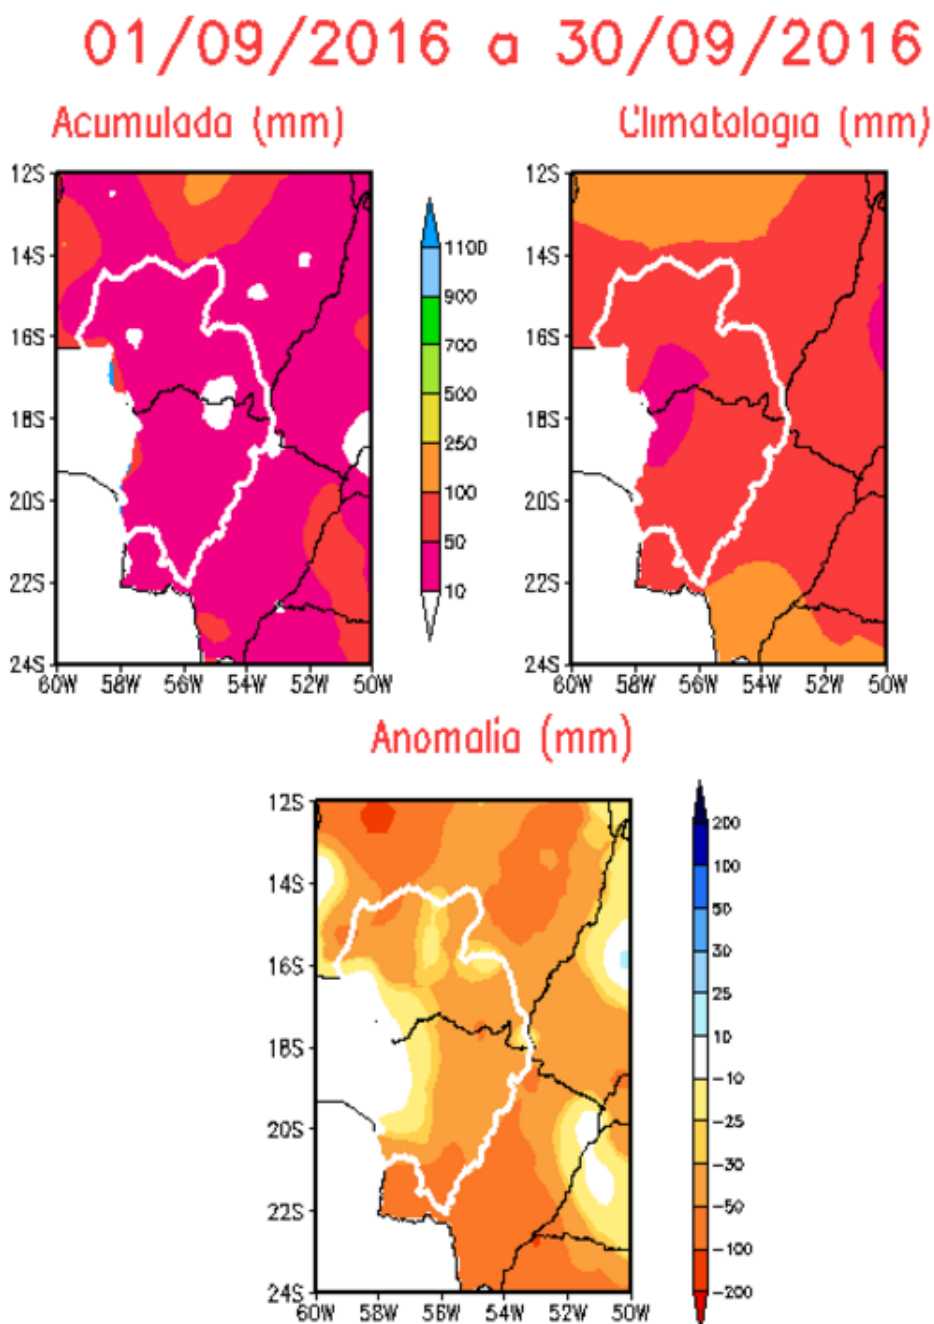 01/09/2016 a 30/09/2016
Acumulada (mm)
Climatologia (mm)
12S
14S
16S
18S
20S
22S
24S
60W 58W 56W 54W 52W 50W
1100
900
700
500
250
100
50
10
12S
14S
16S
18S
20S
22S
24S
60W 58W 56W 54W 52W 50W
Anomalia (mm)
12S
14S
16S
18S
20S
22S
24S
60W 58W 56W 54W 52W 50W
200
100
50
30
25
10
-10
-25
-30
-50
-100
-200